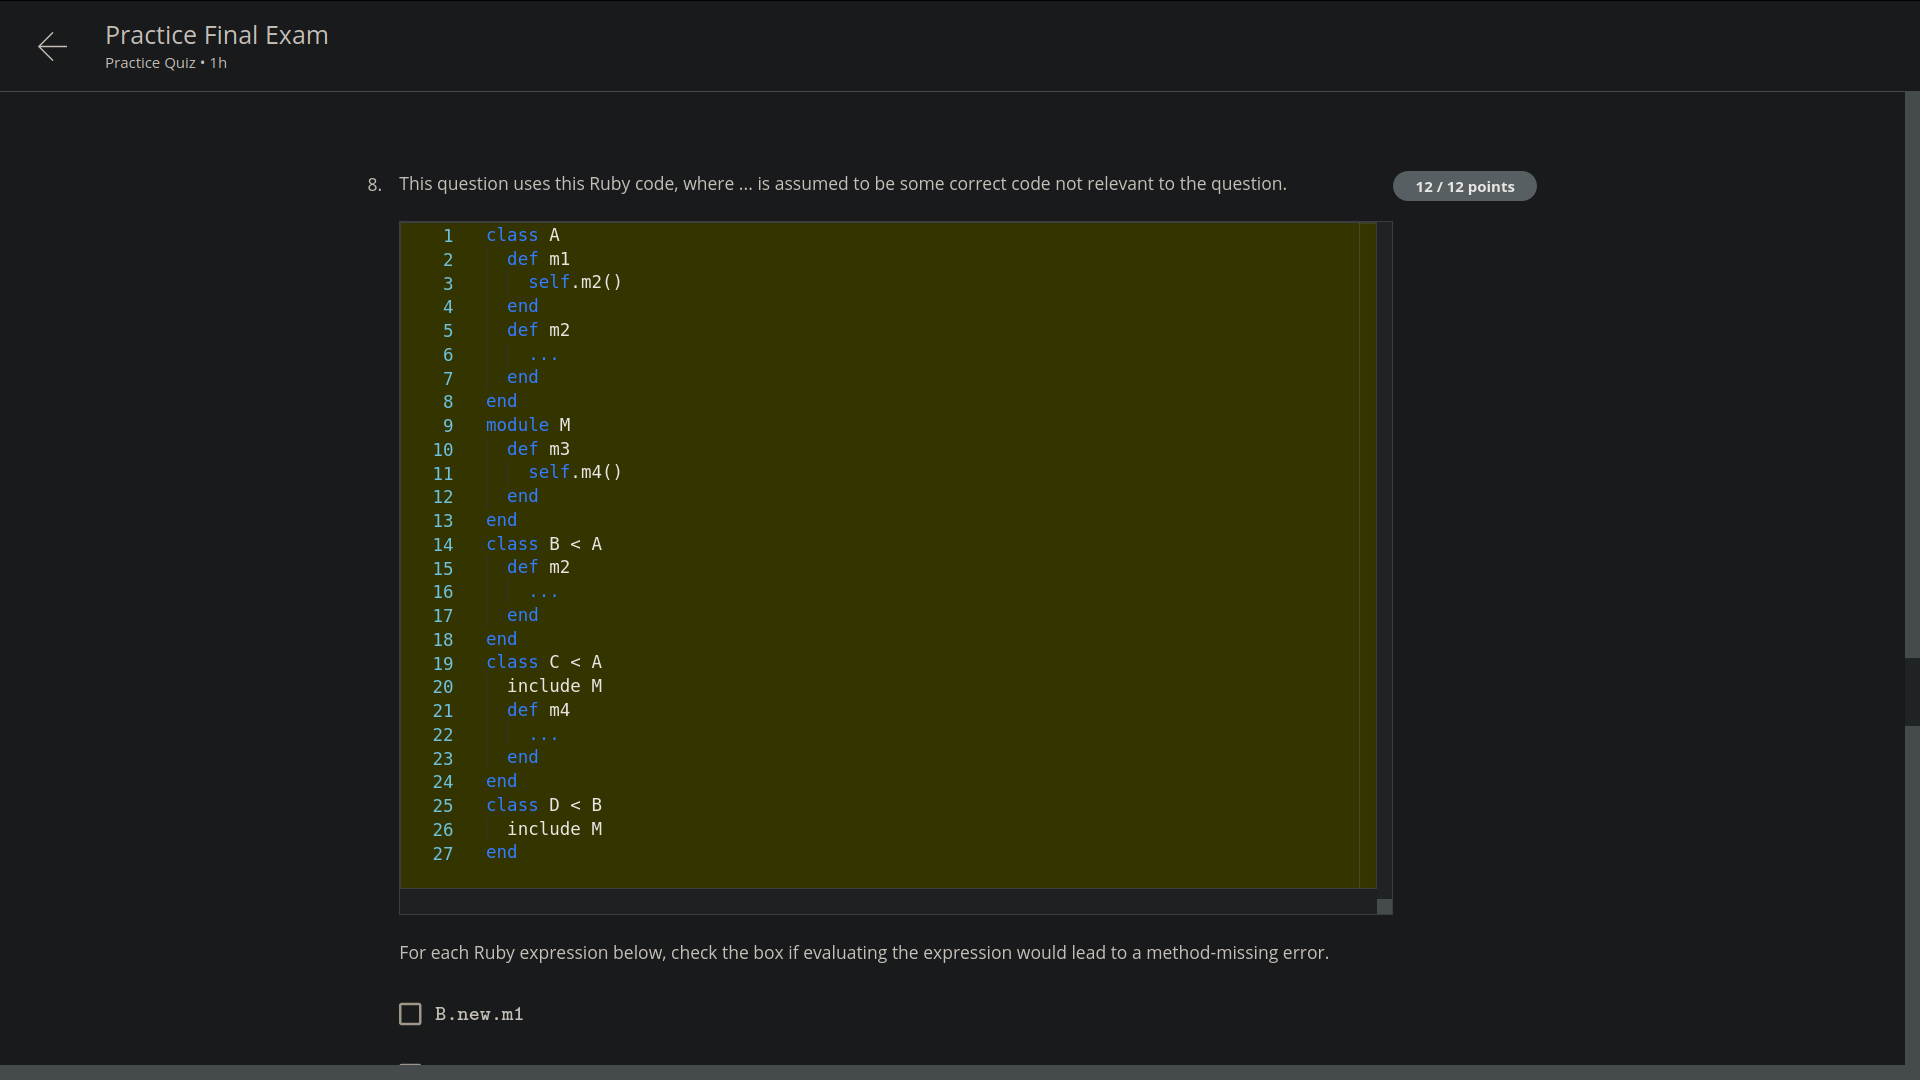 Practice Final Exam
Practice Quiz • 1h
8. This question uses this Ruby code, where ... is assumed to be some correct code not relevant to the question.
12 / 12 points
1 class A
2   def m1
3     self.m2()
4   end
5   def m2
6     ...
7   end
8 end
9 module M
10   def m3
11     self.m4()
12   end
13 end
14 class B < A
15   def m2
16     ...
17   end
18 end
19 class C < A
20   include M
21   def m4
22     ...
23   end
24 end
25 class D < B
26   include M
27 end
For each Ruby expression below, check the box if evaluating the expression would lead to a method-missing error.
B.new.m1